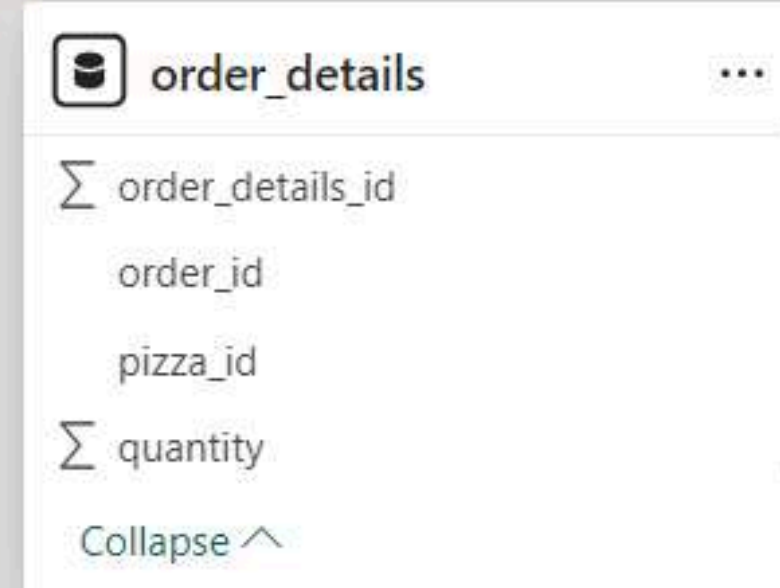 order_details
Σ order_details_id
order_id
pizza_id
Σ quantity
Collapse